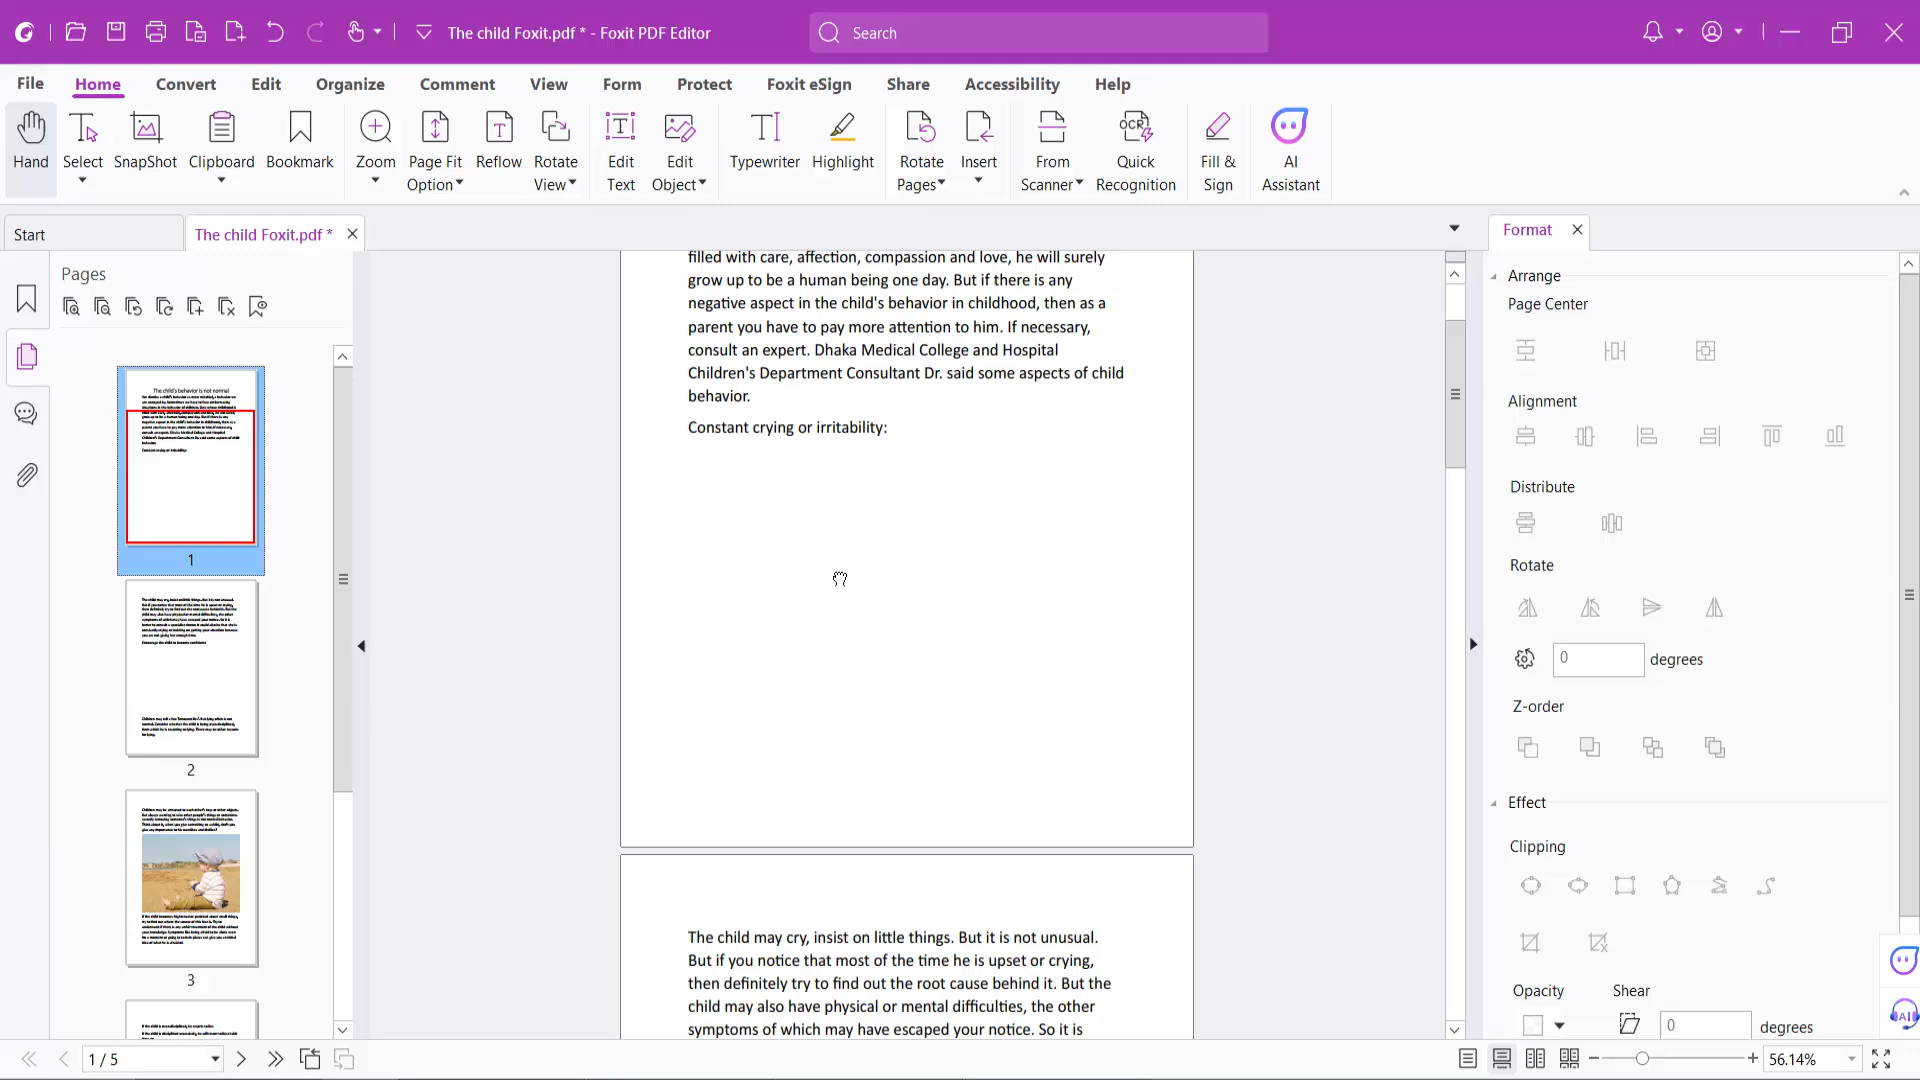 The child Foxit.pdf * - Foxit PDF Editor
Search
File Home Convert Edit Organize Comment View Form Protect Foxit eSign Share Accessibility Help
Hand Select SnapShot Clipboard Bookmark Zoom Page Fit Option Reflow Rotate View Edit Text Edit Object Typewriter Highlight Rotate Pages Insert From Scanner Quick Recognition Fill & Sign AI Assistant
Start
The child Foxit.pdf *
Format
Pages
The child's behavior is not normal
1
2
3
filled with care, affection, compassion and love, he will surely
grow up to be a human being one day. But if there is any
negative aspect in the child's behavior in childhood, then as a
parent you have to pay more attention to him. If necessary,
consult an expert. Dhaka Medical College and Hospital
Children's Department Consultant Dr. said some aspects of child
behavior.
Constant crying or irritability:
The child may cry, insist on little things. But it is not unusual.
But if you notice that most of the time he is upset or crying,
then definitely try to find out the root cause behind it. But the
child may also have physical or mental difficulties, the other
symptoms of which may have escaped your notice. So it is
Arrange
Page Center
Alignment
Distribute
Rotate
0 degrees
Z-order
Effect
Clipping
Opacity Shear
0 degrees
AI
1 / 5
56.14%